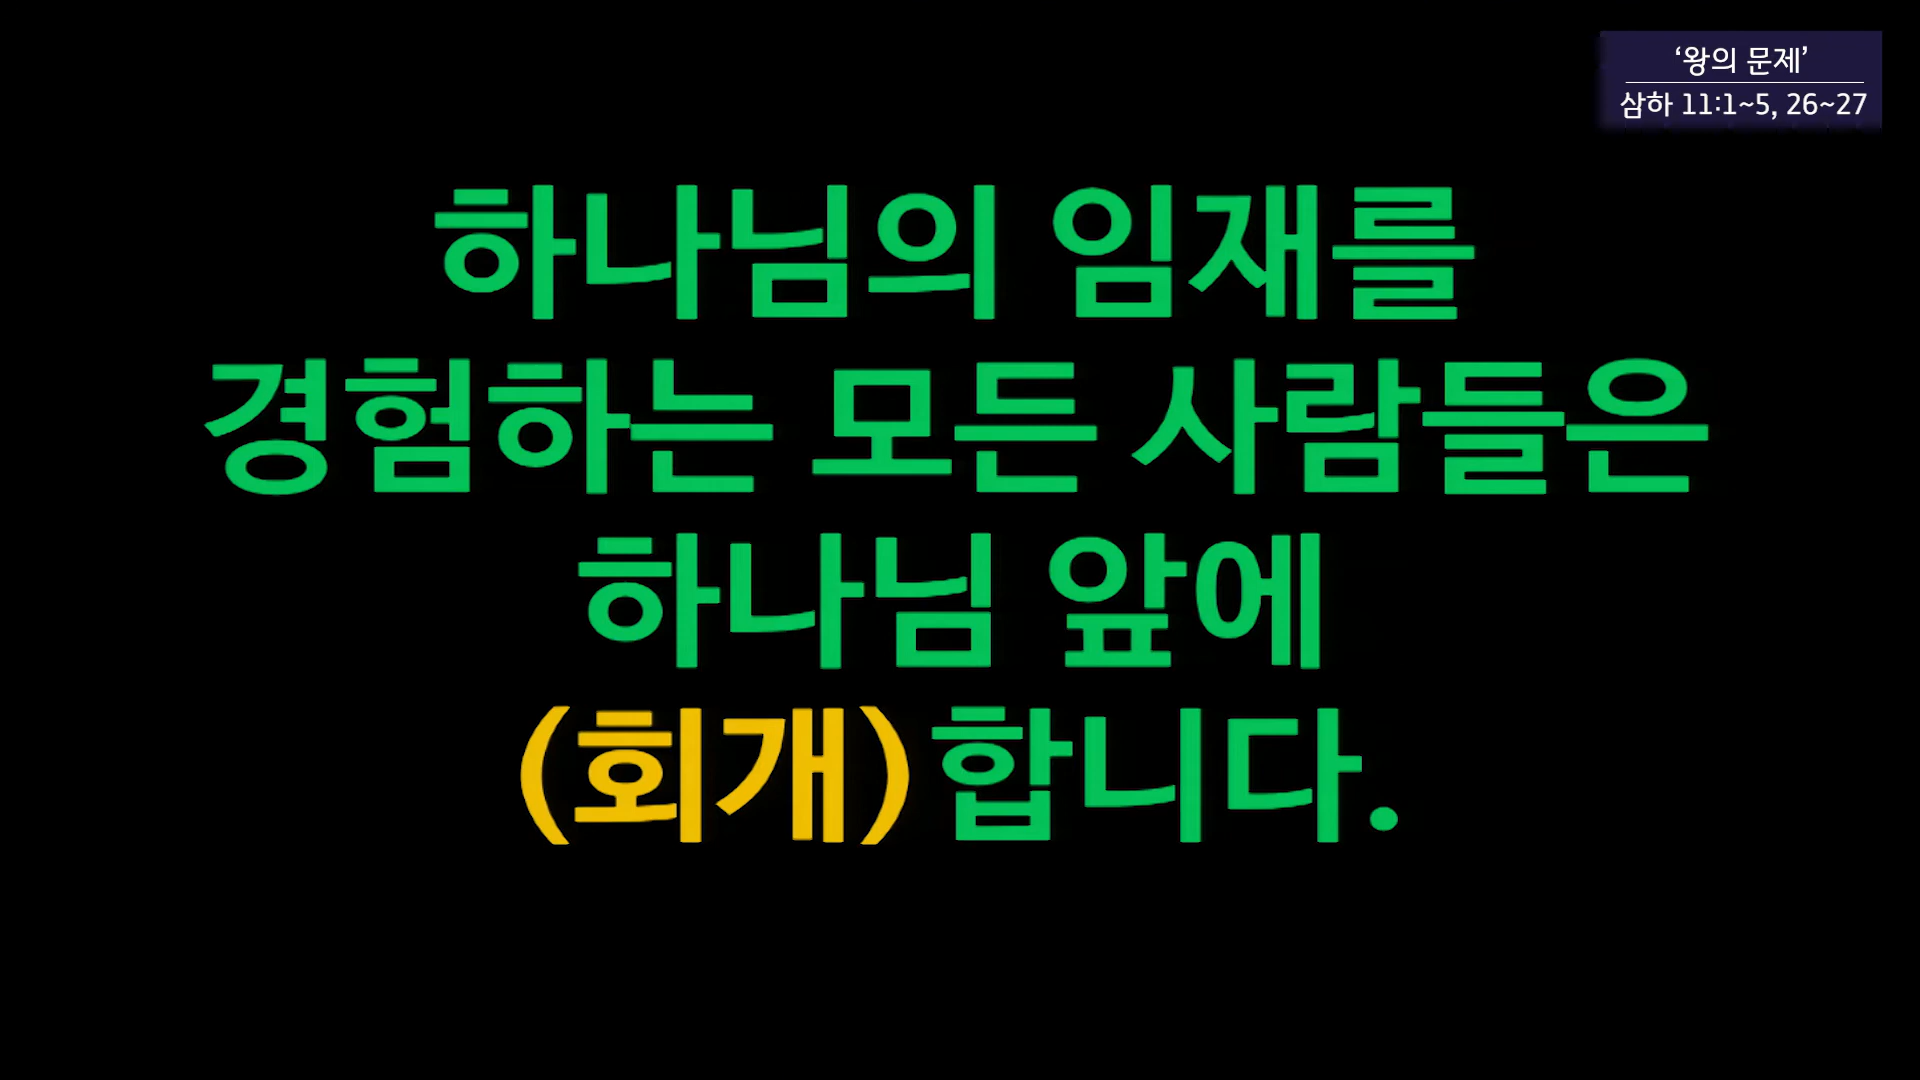 ‘왕의 문제’
삼하 11:1~5, 26~27
하나님의 임재를
경험하는 모든 사람들은
하나님 앞에
(회개)합니다.